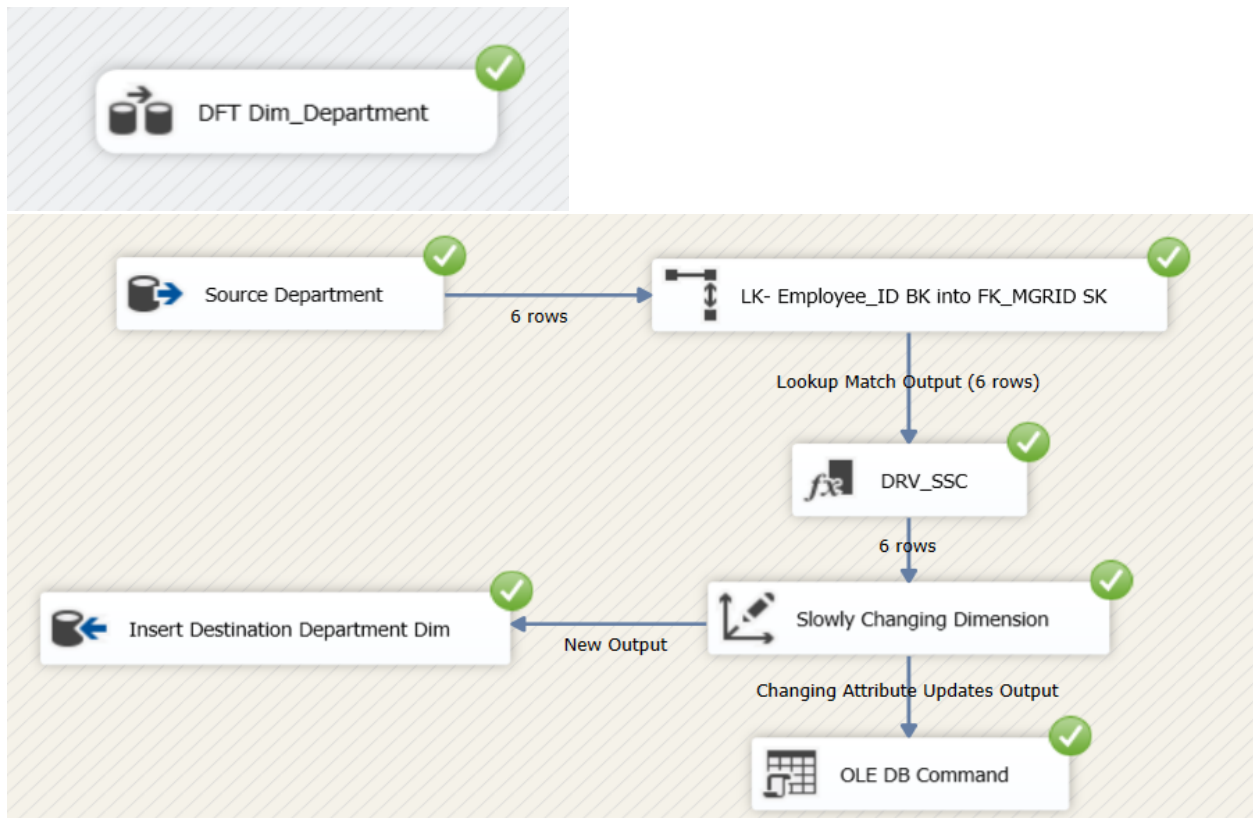 DFT Dim_Department
Source Department
6 rows
LK- Employee_ID BK into FK_MGRID SK
Lookup Match Output (6 rows)
fx
DRV_SSC
6 rows
Slowly Changing Dimension
New Output
Insert Destination Department Dim
Changing Attribute Updates Output
OLE DB Command